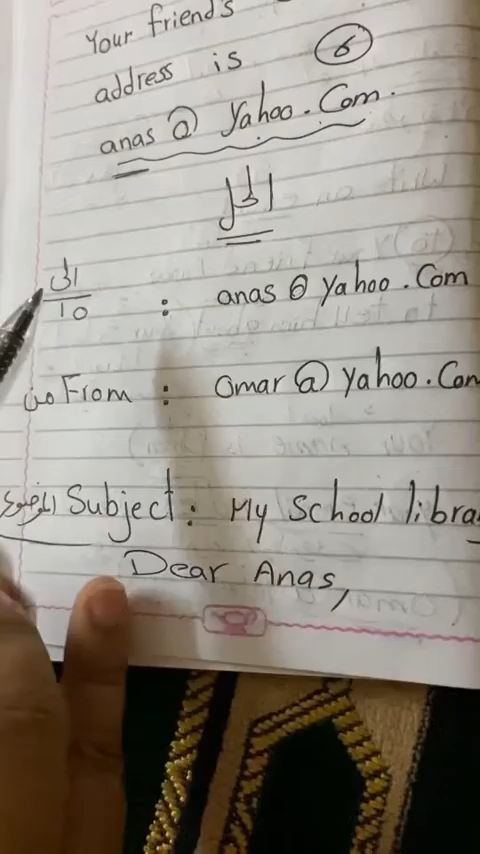 Your friend's
address is 6
anas@yahoo.com.
الحل
إلى
To : anas@yahoo.com
من From : Omar@yahoo.Com
الموضوع Subject: My School libra
Dear Anas,